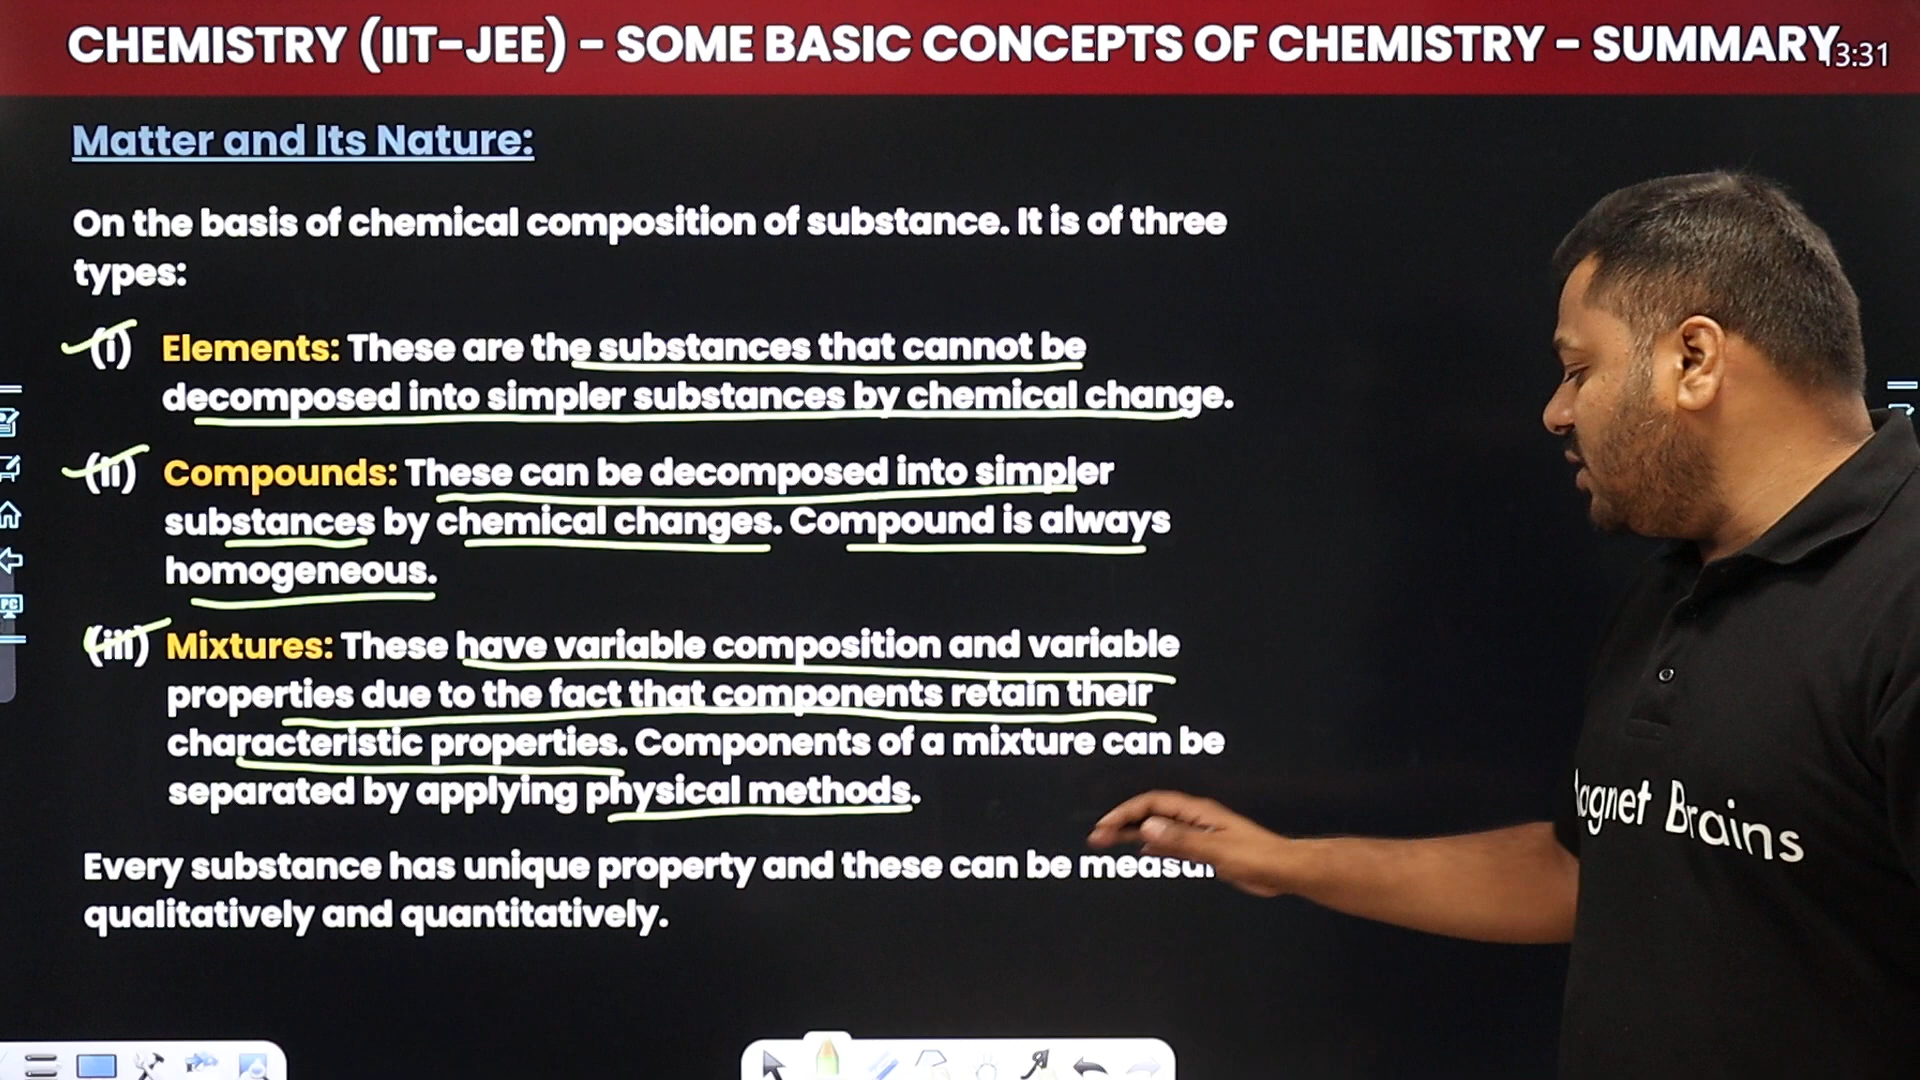 CHEMISTRY (IIT-JEE) - SOME BASIC CONCEPTS OF CHEMISTRY - SUMMARY
13:31
Matter and Its Nature:
On the basis of chemical composition of substance. It is of three
types:
(i) Elements: These are the substances that cannot be
decomposed into simpler substances by chemical change.
(ii) Compounds: These can be decomposed into simpler
substances by chemical changes. Compound is always
homogeneous.
(iii) Mixtures: These have variable composition and variable
properties due to the fact that components retain their
characteristic properties. Components of a mixture can be
separated by applying physical methods.
Every substance has unique property and these can be
qualitatively and quantitatively.
Brains
PC